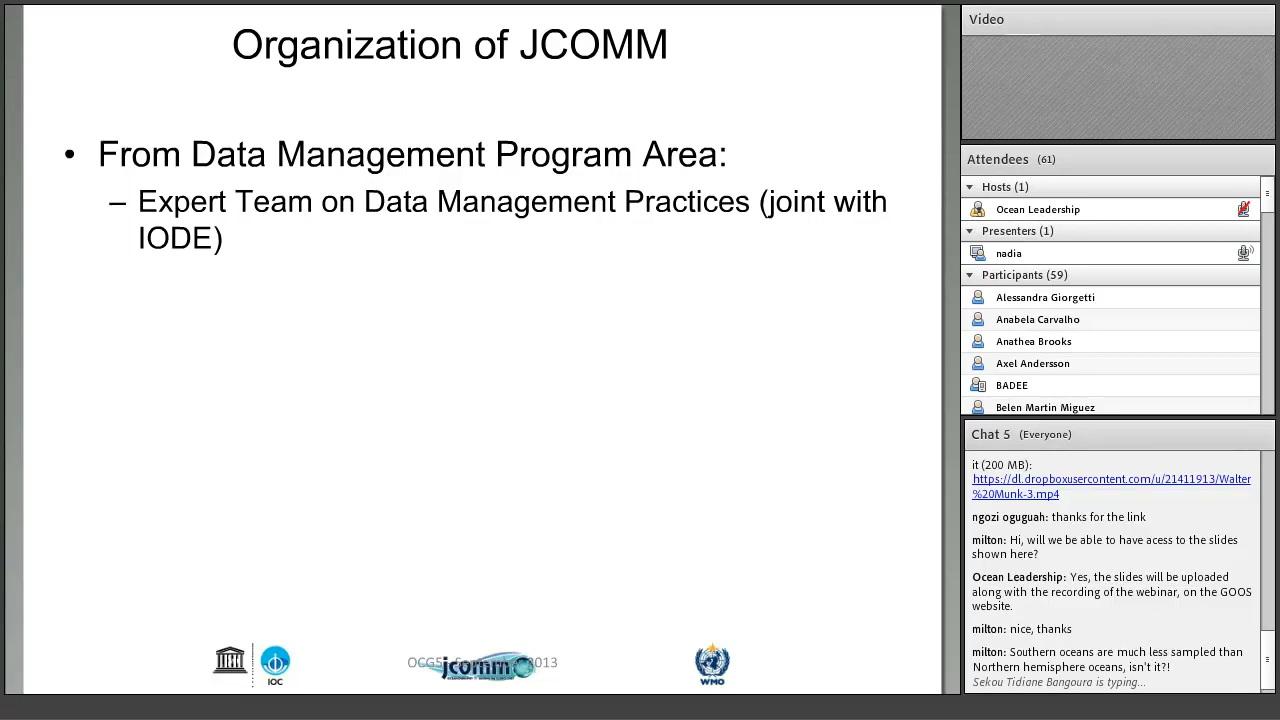 Organization of JCOMM
• From Data Management Program Area:
– Expert Team on Data Management Practices (joint with
IODE)
IOC
jcomm
2013
WMO
Video
Attendees (61)
Hosts (1)
Ocean Leadership
Presenters (1)
nadia
Participants (59)
Alessandra Giorgetti
Anabela Carvalho
Anathea Brooks
Axel Andersson
BADEE
Belen Martin Miguez
Chat 5 (Everyone)
it (200 MB):
https://dl.dropboxusercontent.com/u/21411913/Walter
%20Munk-3.mp4
ngozi oguguah: thanks for the link
milton: Hi, will we be able to have acess to the slides
shown here?
Ocean Leadership: Yes, the slides will be uploaded
along with the recording of the webinar, on the GOOS
website.
milton: nice, thanks
milton: Southern oceans are much less sampled than
Northern hemisphere oceans, isn't it?!
Sekou Tidiane Bangoura is typing...